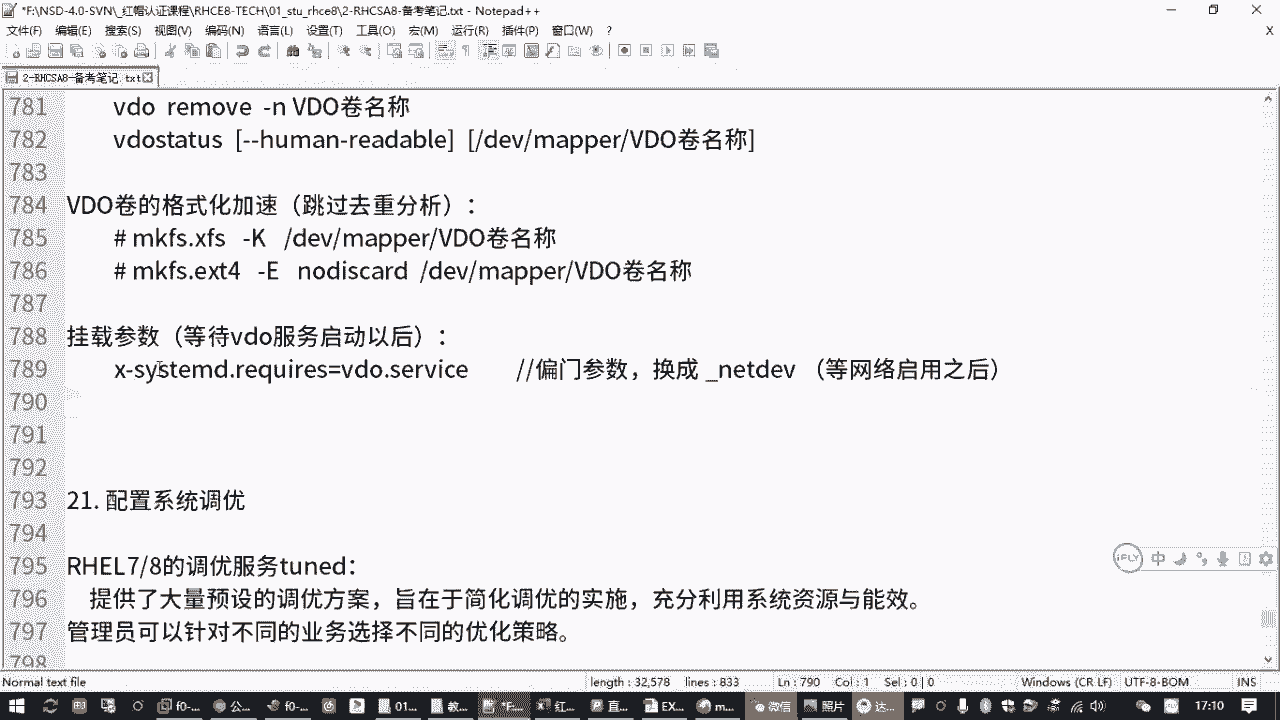 *F:\NSD-4.0-SVN\_红帽认证课程\RHCE8-TECH\01_stu_rhce8\2-RHCSA8-备考笔记.txt - Notepad++
文件(F) 编辑(E) 搜索(S) 视图(V) 编码(N) 语言(L) 设置(T) 工具(O) 宏(M) 运行(R) 插件(P) 窗口(W) ? X
2-RHCSA8-备考笔记.txt
781 vdo remove -n VDO卷名称
782 vdostatus [--human-readable] [/dev/mapper/VDO卷名称]
783
784 VDO卷的格式化加速（跳过去重分析）：
785 # mkfs.xfs -K /dev/mapper/VDO卷名称
786 # mkfs.ext4 -E nodiscard /dev/mapper/VDO卷名称
787
788 挂载参数（等待vdo服务启动以后）：
789 x-systemd.requires=vdo.service //偏门参数，换成 _netdev （等网络启用之后）
790
791
792
793 21. 配置系统调优
794
795 RHEL7/8的调优服务tuned：
796 提供了大量预设的调优方案，旨在于简化调优的实施，充分利用系统资源与能效。
797 管理员可以针对不同的业务选择不同的优化策略。
798
iFLY 中
Normal text file length : 32,578 lines : 833 Ln : 790 Col : 1 Sel : 0 | 0 Windows (CR LF) UTF-8-BOM INS
f0-... 公... f0-... 01... 教... *F:... 红... 直... EX... m... 微信 照片 达... 17:10